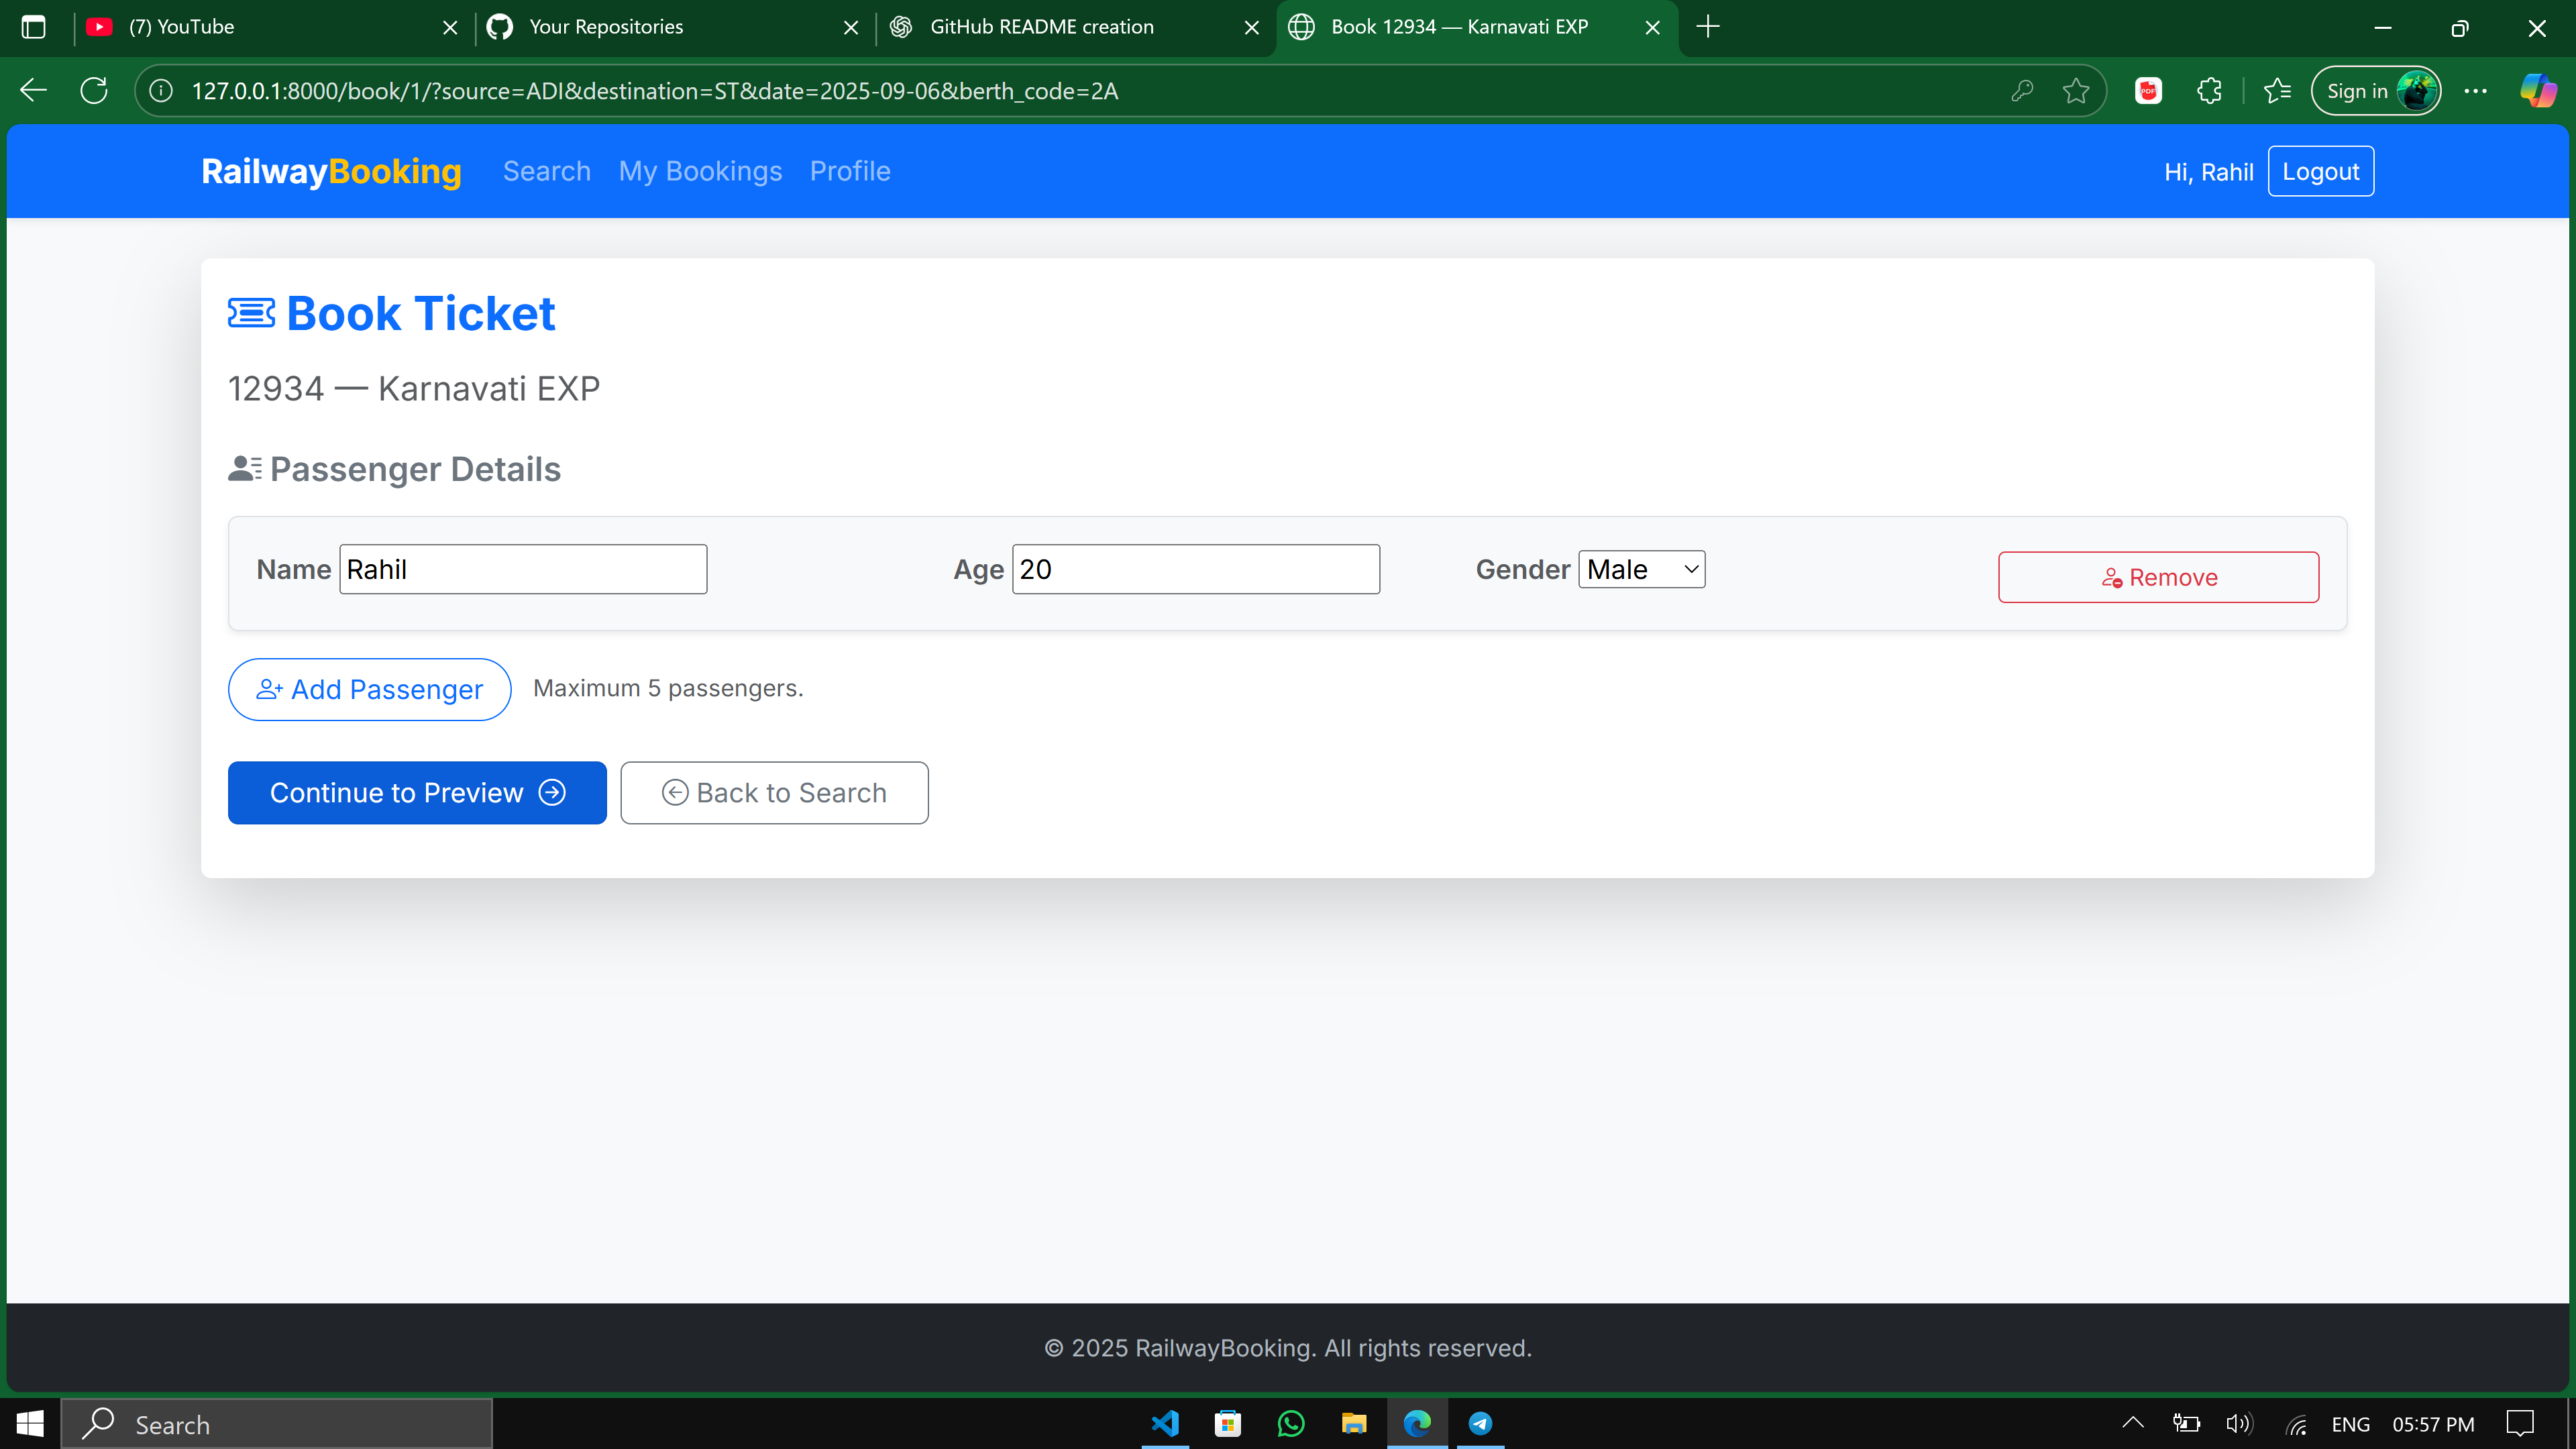 (7) YouTube
Your Repositories
GitHub README creation
Book 12934 — Karnavati EXP
127.0.0.1:8000/book/1/?source=ADI&destination=ST&date=2025-09-06&berth_code=2A
PDF
Sign in
RailwayBooking
Search
My Bookings
Profile
Hi, Rahil
Logout
Book Ticket
12934 — Karnavati EXP
Passenger Details
Name Rahil
Age 20
Gender Male
Remove
Add Passenger
Maximum 5 passengers.
Continue to Preview
Back to Search
© 2025 RailwayBooking. All rights reserved.
Search
ENG
05:57 PM